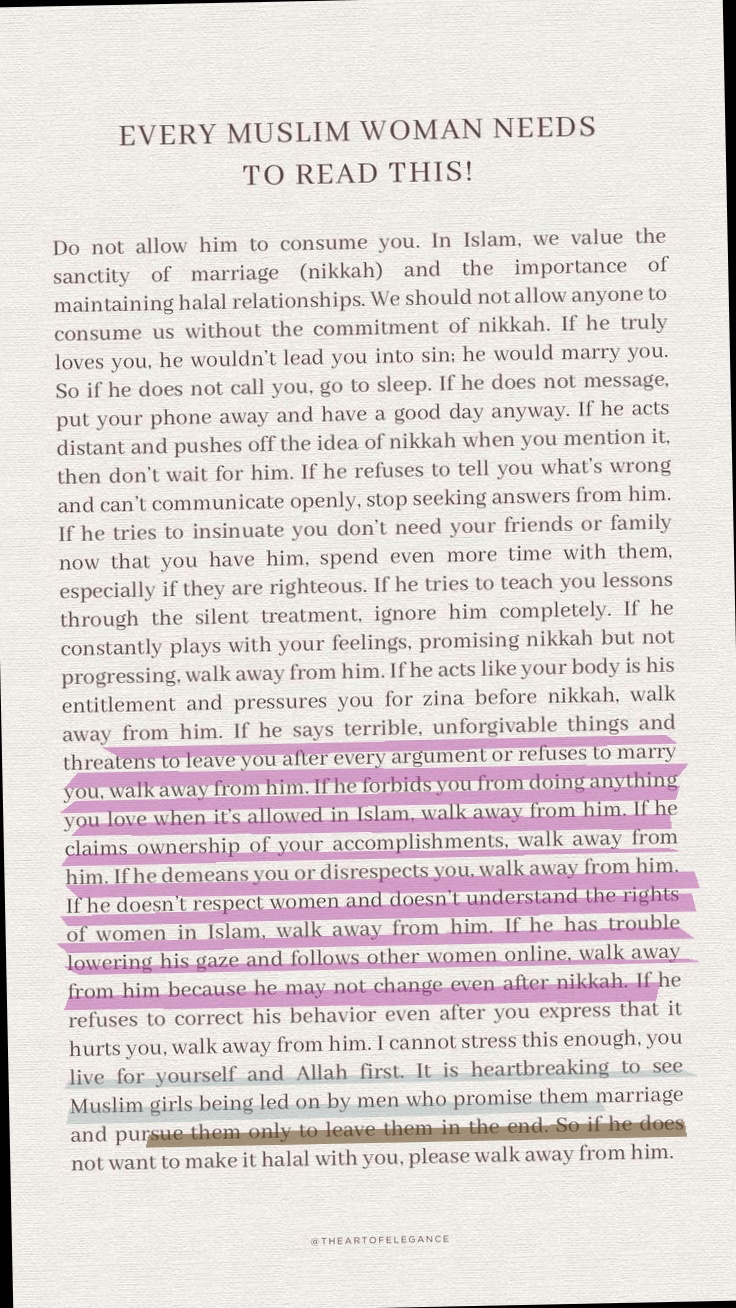 EVERY MUSLIM WOMAN NEEDS
TO READ THIS!
Do not allow him to consume you. In Islam, we value the
sanctity of marriage (nikkah) and the importance of
maintaining halal relationships. We should not allow anyone to
consume us without the commitment of nikkah. If he truly
loves you, he wouldn't lead you into sin; he would marry you.
So if he does not call you, go to sleep. If he does not message,
put your phone away and have a good day anyway. If he acts
distant and pushes off the idea of nikkah when you mention it,
then don't wait for him. If he refuses to tell you what's wrong
and can't communicate openly, stop seeking answers from him.
If he tries to insinuate you don't need your friends or family
now that you have him, spend even more time with them,
especially if they are righteous. If he tries to teach you lessons
through the silent treatment, ignore him completely. If he
constantly plays with your feelings, promising nikkah but not
progressing, walk away from him. If he acts like your body is his
entitlement and pressures you for zina before nikkah, walk
away from him. If he says terrible, unforgivable things and
threatens to leave you after every argument or refuses to marry
you, walk away from him. If he forbids you from doing anything
you love when it's allowed in Islam, walk away from him. If he
claims ownership of your accomplishments, walk away from
him. If he demeans you or disrespects you, walk away from him.
If he doesn't respect women and doesn't understand the rights
of women in Islam, walk away from him. If he has trouble
lowering his gaze and follows other women online, walk away
from him because he may not change even after nikkah. If he
refuses to correct his behavior even after you express that it
hurts you, walk away from him. I cannot stress this enough, you
live for yourself and Allah first. It is heartbreaking to see
Muslim girls being led on by men who promise them marriage
and pursue them only to leave them in the end. So if he does
not want to make it halal with you, please walk away from him.
@THEARTOFELEGANCE